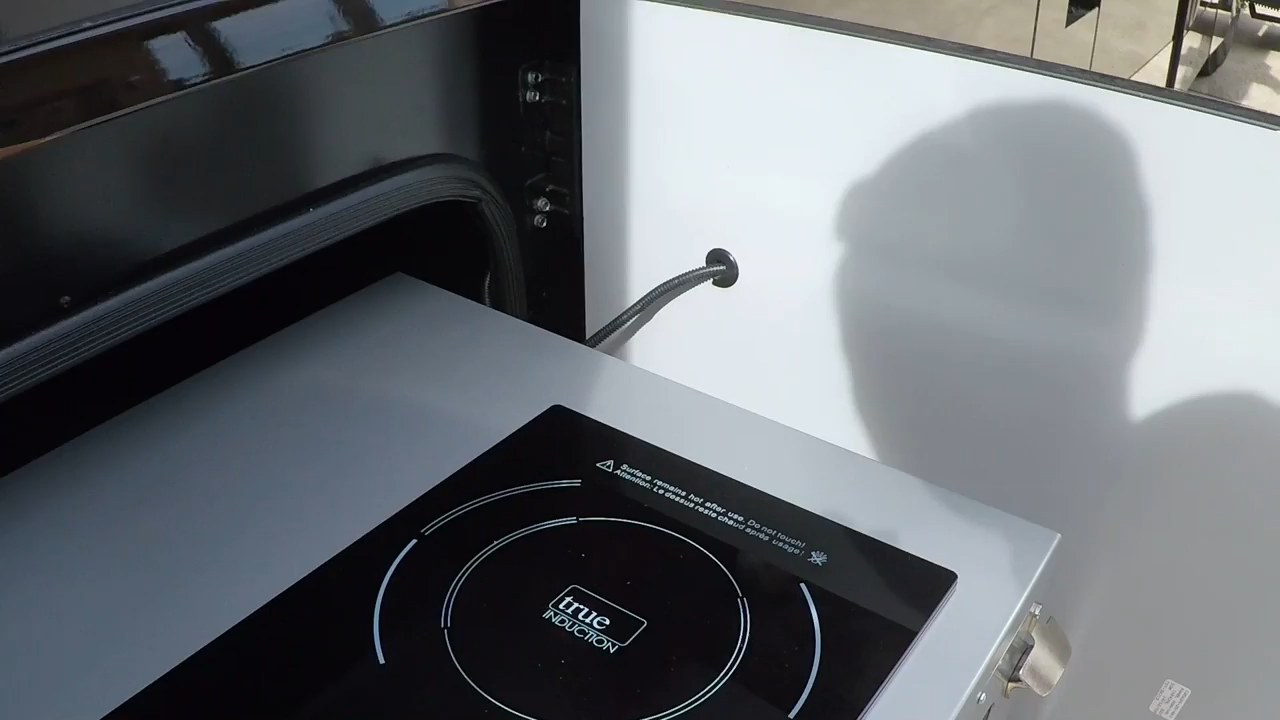 Surface remains hot after use. Do not touch!
Attention: Le dessus reste chaud après usage!
true
INDUCTION